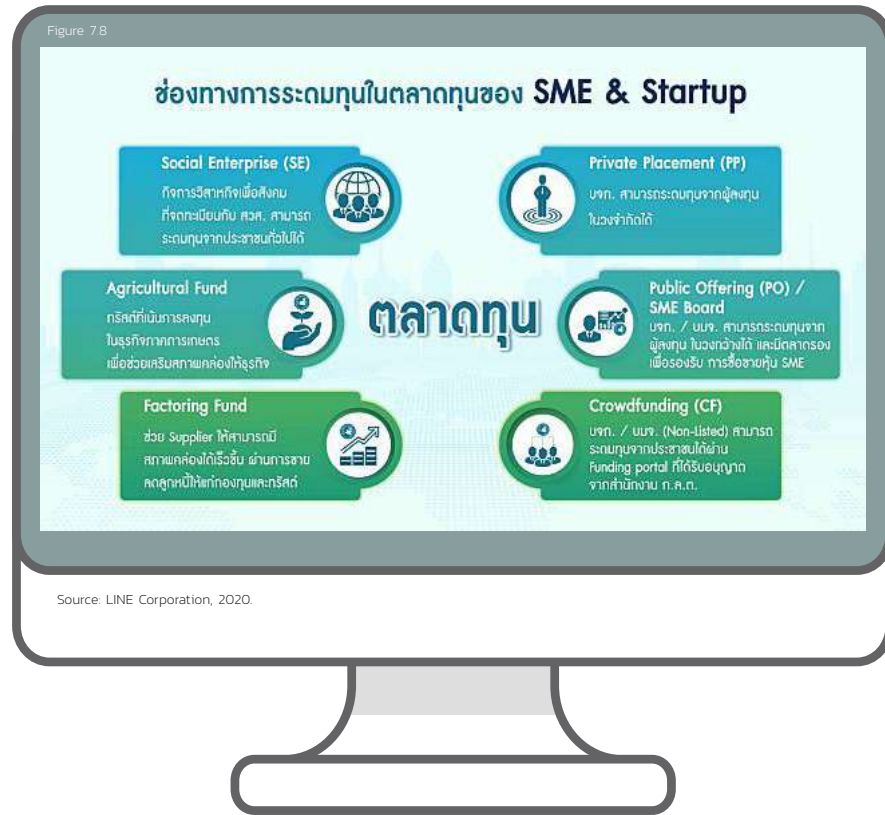 Figure 7.8
ช่องทางการระดมทุนในตลาดทุนของ SME & Startup
Social Enterprise (SE)
กิจการวิสาหกิจเพื่อสังคม
ที่จดทะเบียนกับ สวส. สามารถ
ระดมทุนจากประชาชนทั่วไปได้
Private Placement (PP)
บจก. สามารถระดมทุนจากผู้ลงทุน
ในวงจำกัดได้
Agricultural Fund
ทรัสต์ที่เน้นการลงทุน
ในธุรกิจภาคการเกษตร
เพื่อช่วยเสริมสภาพคล่องให้ธุรกิจ
ตลาดทุน
Public Offering (PO) /
SME Board
บจก. / บมจ. สามารถระดมทุนจาก
ผู้ลงทุน ในวงกว้างได้ และมีตลาดรอง
เพื่อรองรับ การซื้อขายหุ้น SME
Factoring Fund
ช่วย Supplier ให้สามารถมี
สภาพคล่องได้เร็วขึ้น ผ่านการขาย
ลดลูกหนี้ให้แก่กองทุนและทรัสต์
Crowdfunding (CF)
บจก. / บมจ. (Non-Listed) สามารถ
ระดมทุนจากประชาชนได้ผ่าน
Funding portal ที่ได้รับอนุญาต
จากสำนักงาน ก.ล.ต.
Source: LINE Corporation, 2020.